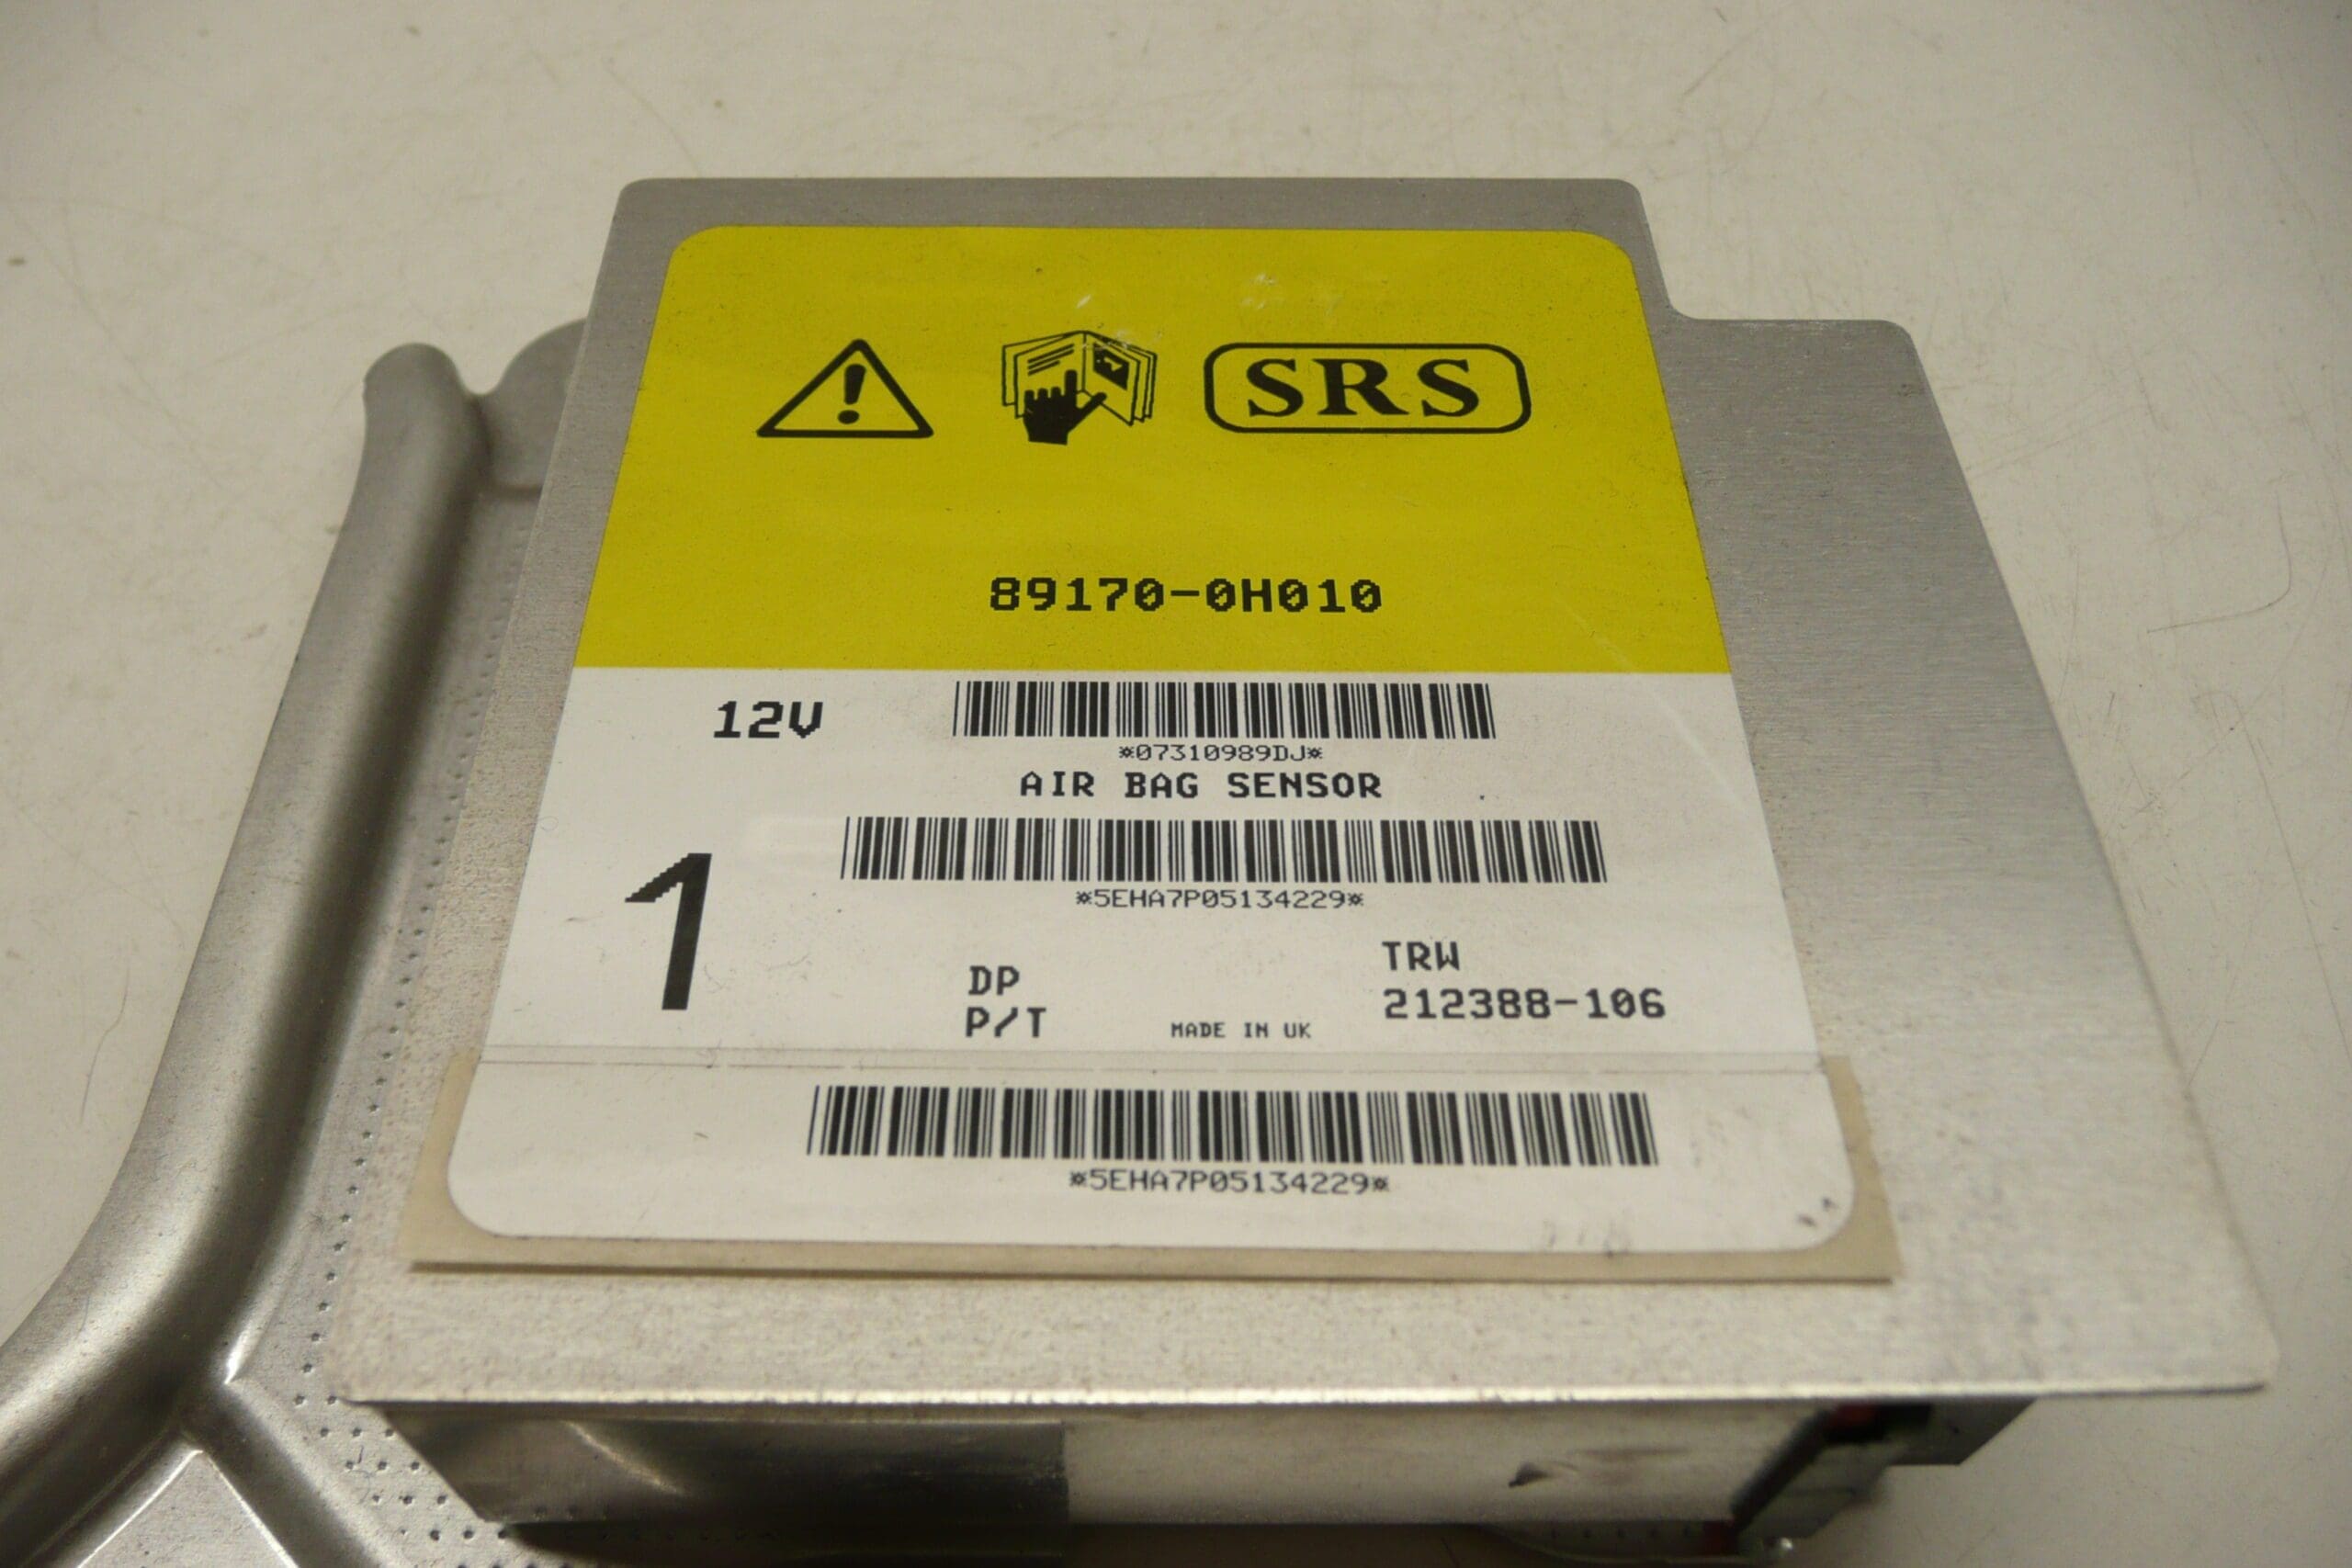 SRS
89170-0H010
12V
*07310989DJ*
AIR BAG SENSOR
*5EHA7P05134229*
1
DP
P/T
MADE IN UK
TRW
212388-106
*5EHA7P05134229*